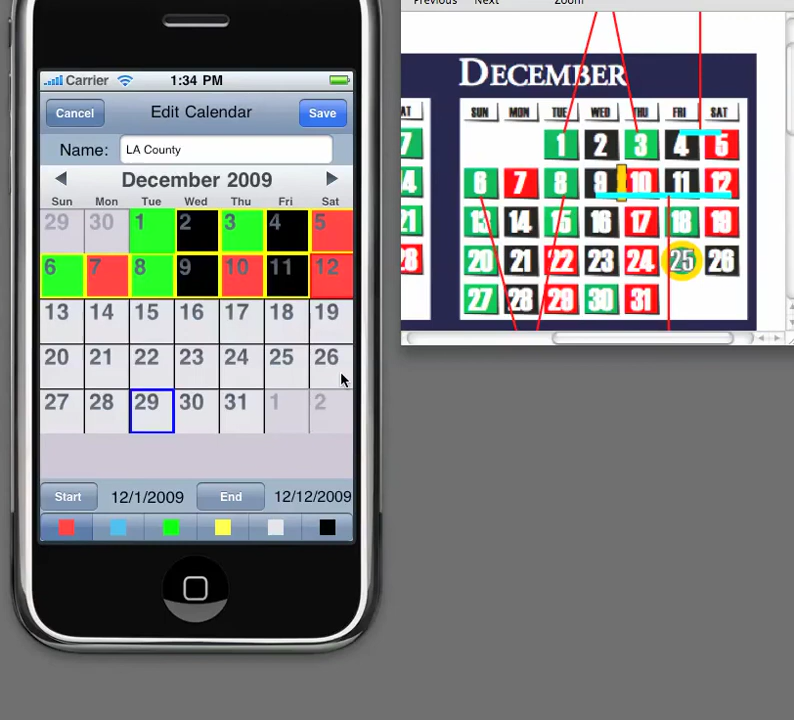 Carrier 1:34 PM
Cancel Edit Calendar Save
Name: LA County
December 2009
Sun Mon Tue Wed Thu Fri Sat
29 30 1 2 3 4 5
6 7 8 9 10 11 12
13 14 15 16 17 18 19
20 21 22 23 24 25 26
27 28 29 30 31 1 2
Start 12/1/2009 End 12/12/2009
Previous Next Zoom
DECEMBER
AT SUN MON TUE WED THU FRI SAT
7 1 2 3 4 5
4 6 7 8 9 10 11 12
21 13 14 15 16 17 18 19
28 20 21 22 23 24 25 26
27 28 29 30 31